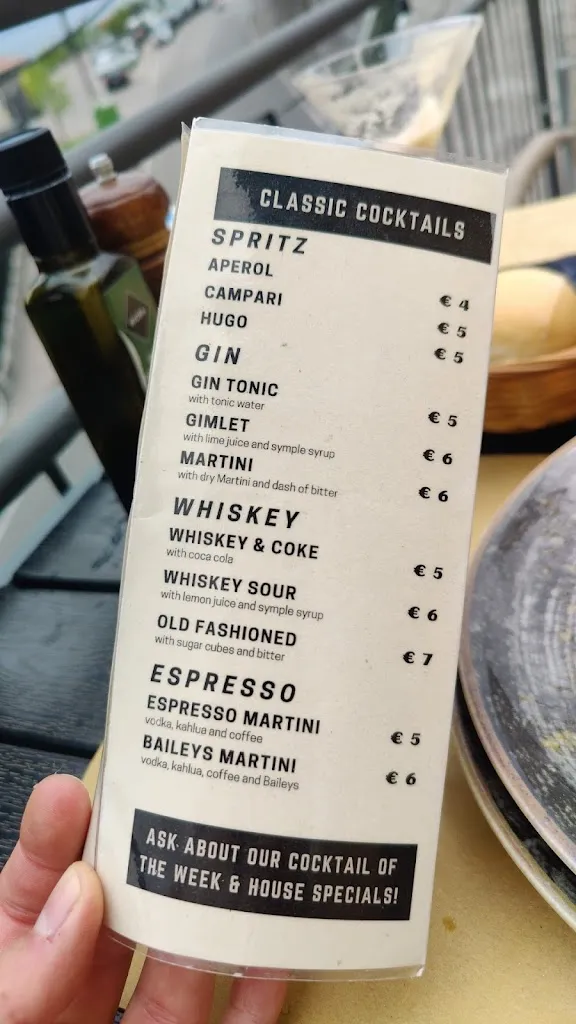 CLASSIC COCKTAILS
SPRITZ
APEROL € 4
CAMPARI € 5
HUGO € 5
GIN
GIN TONIC € 5
with tonic water
GIMLET € 6
with lime juice and symple syrup
MARTINI € 6
with dry Martini and dash of bitter
WHISKEY
WHISKEY & COKE € 5
with coca cola
WHISKEY SOUR € 6
with lemon juice and symple syrup
OLD FASHIONED € 7
with sugar cubes and bitter
ESPRESSO
ESPRESSO MARTINI € 5
vodka, kahlua and coffee
BAILEYS MARTINI € 6
vodka, kahlua, coffee and Baileys
ASK ABOUT OUR COCKTAIL OF
THE WEEK & HOUSE SPECIALS!